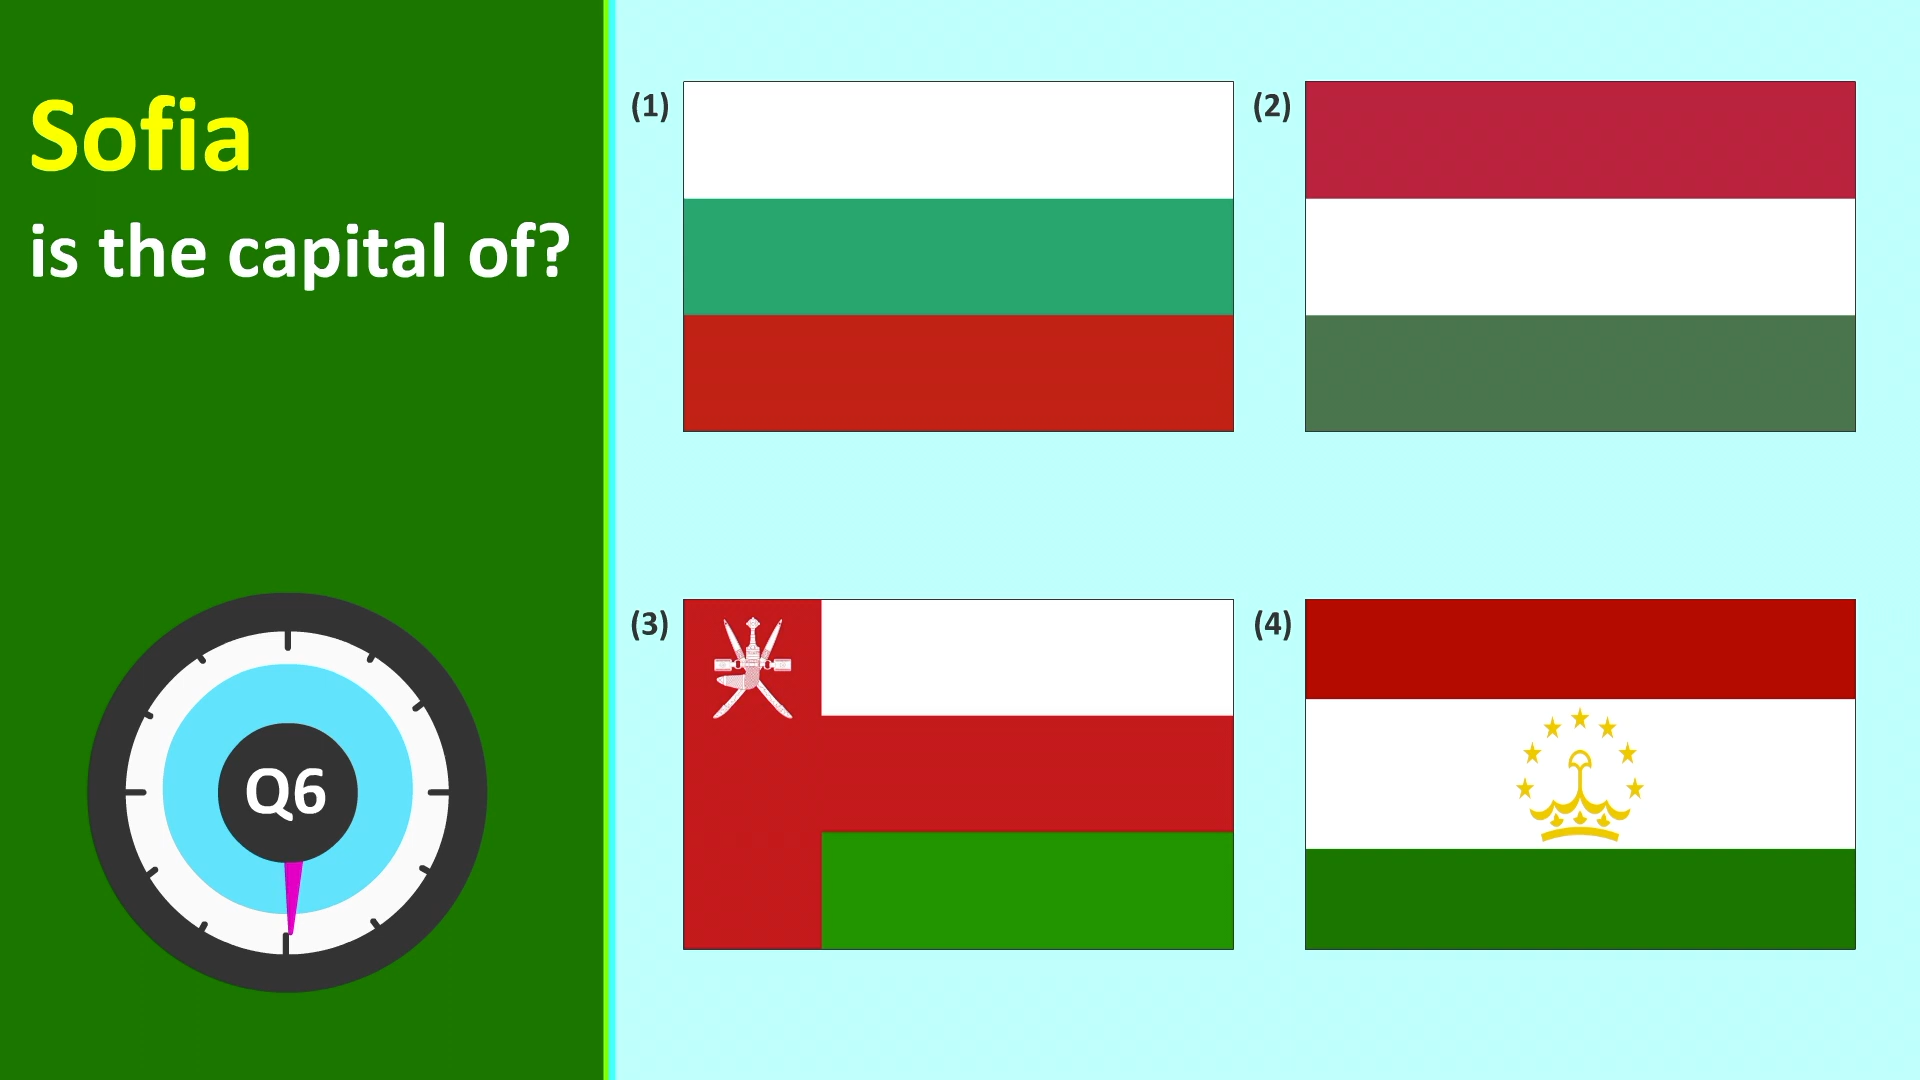 Sofia
is the capital of?
(1)
(2)
(3)
(4)
Q6